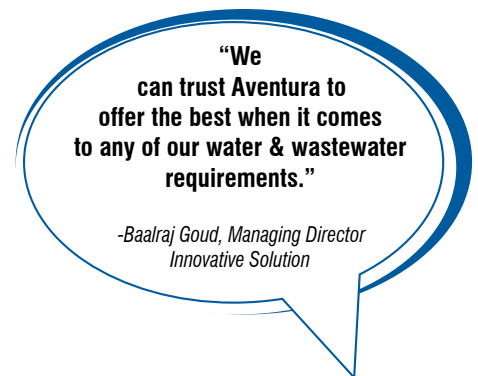 “We
can trust Aventura to
offer the best when it comes
to any of our water & wastewater
requirements.”
-Baalraj Goud, Managing Director
Innovative Solution